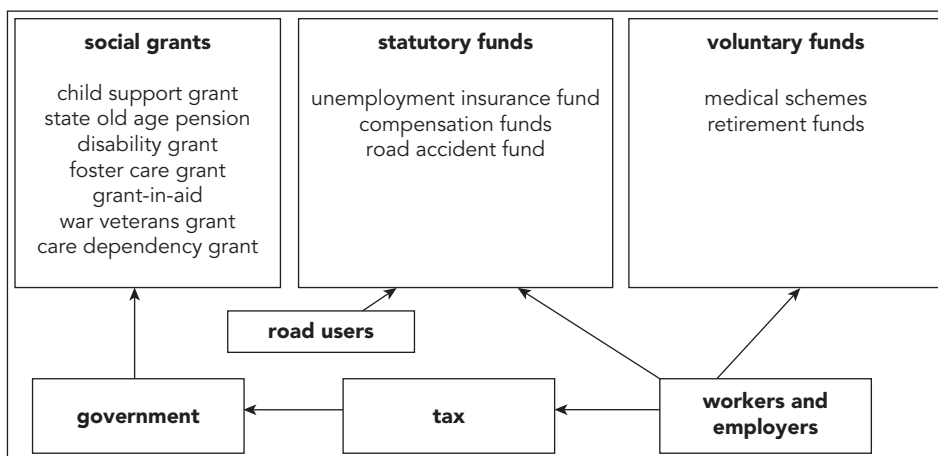 social grants
child support grant
state old age pension
disability grant
foster care grant
grant-in-aid
war veterans grant
care dependency grant
statutory funds
unemployment insurance fund
compensation funds
road accident fund
voluntary funds
medical schemes
retirement funds
road users
government
tax
workers and
employers